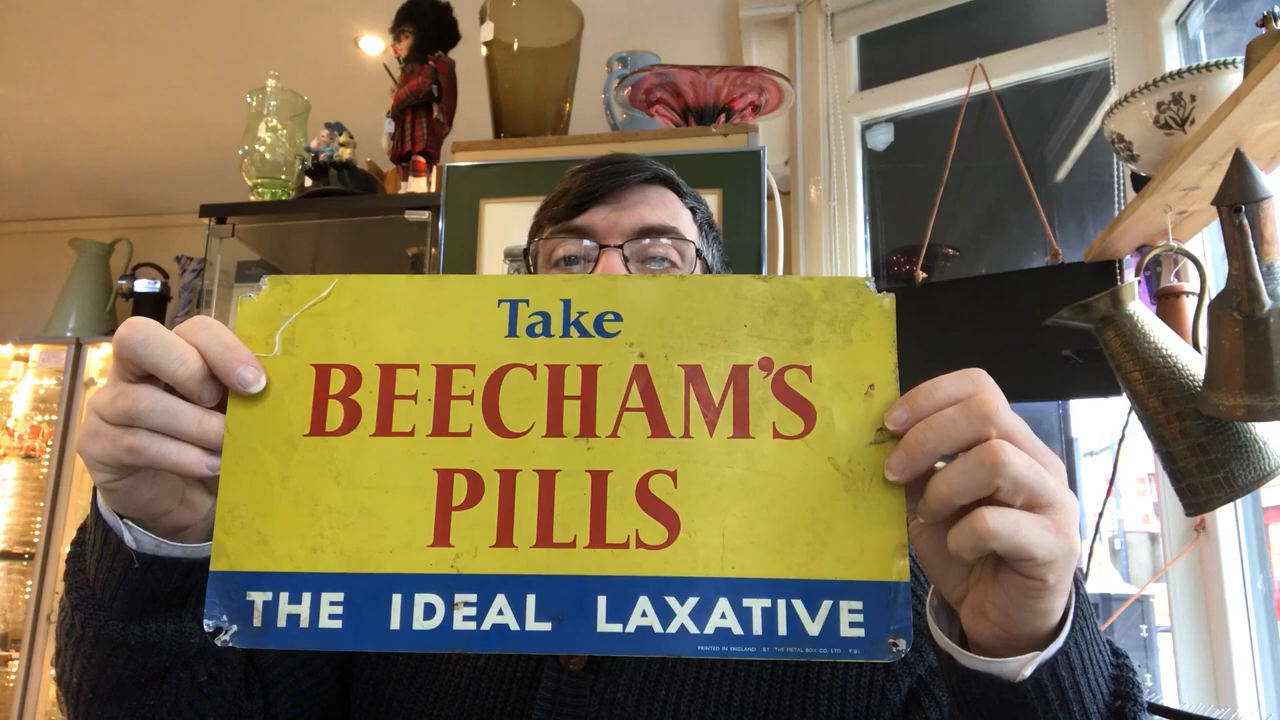 Take
BEECHAM'S
PILLS
THE IDEAL LAXATIVE
PRINTED IN ENGLAND BY THE METAL BOX CO. LTD.